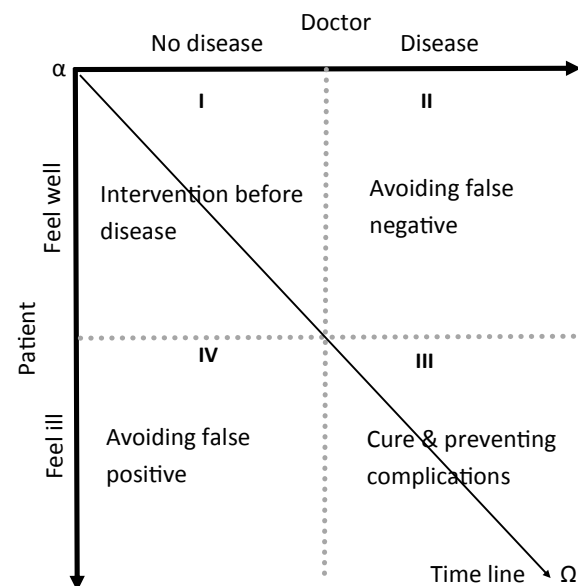 Doctor
No disease
Disease
α
I
II
Feel well
Intervention before
disease
Avoiding false
negative
Patient
IV
III
Feel ill
Avoiding false
positive
Cure & preventing
complications
Time line
Ω